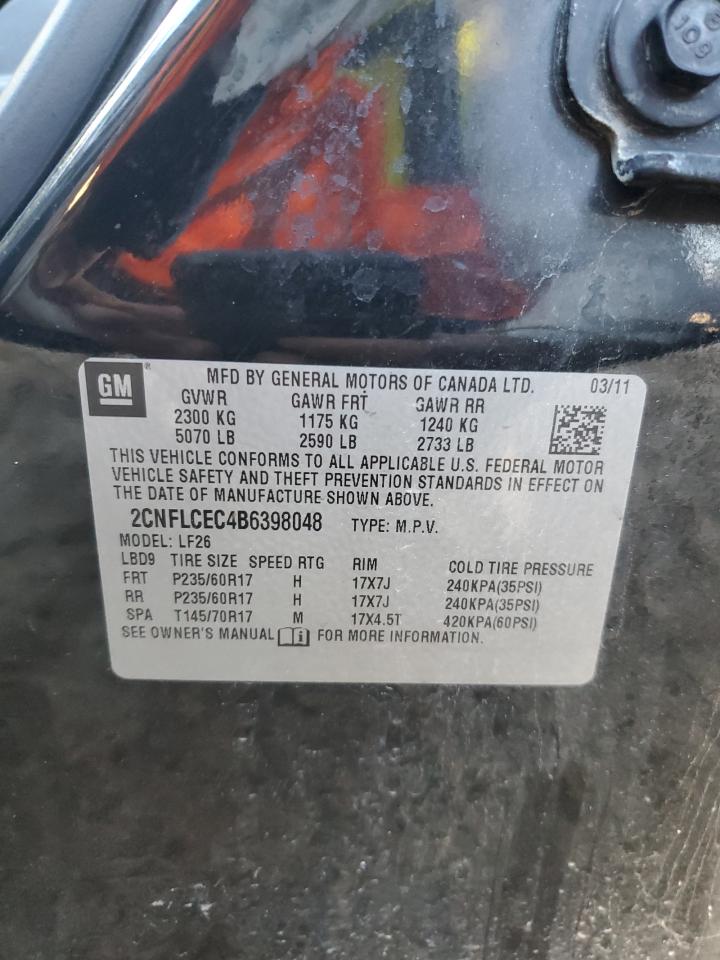 109
GM ® MFD BY GENERAL MOTORS OF CANADA LTD. 03/11
GVWR GAWR FRT GAWR RR
2300 KG 1175 KG 1240 KG
5070 LB 2590 LB 2733 LB
THIS VEHICLE CONFORMS TO ALL APPLICABLE U.S. FEDERAL MOTOR
VEHICLE SAFETY AND THEFT PREVENTION STANDARDS IN EFFECT ON
THE DATE OF MANUFACTURE SHOWN ABOVE.
2CNFLCEC4B6398048 TYPE: M.P.V.
MODEL: LF26
LBD9 TIRE SIZE SPEED RTG RIM COLD TIRE PRESSURE
FRT P235/60R17 H 17X7J 240KPA(35PSI)
RR P235/60R17 H 17X7J 240KPA(35PSI)
SPA T145/70R17 M 17X4.5T 420KPA(60PSI)
SEE OWNER'S MANUAL FOR MORE INFORMATION.